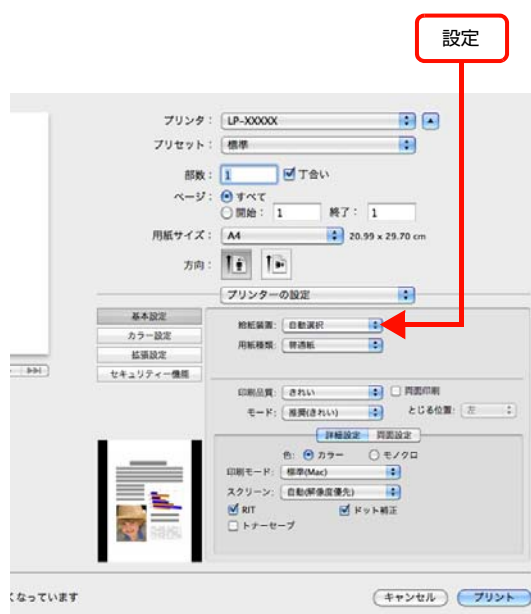 設定
プリンタ： LP-XXXXX
プリセット： 標準
部数： 1 丁合い
ページ： すべて
開始： 1 終了： 1
用紙サイズ： A4 20.99 x 29.70 cm
方向：
プリンターの設定
基本設定
カラー設定
拡張設定
セキュリティー機能
給紙装置： 自動選択
用紙種類： 普通紙
印刷品質： きれい 両面印刷
モード： 推奨(きれい) とじる位置： 左
詳細設定 両面設定
色： カラー モノクロ
印刷モード： 標準(Mac)
スクリーン： 自動(解像度優先)
RIT ドット補正
トナーセーブ
くなっています キャンセル プリント